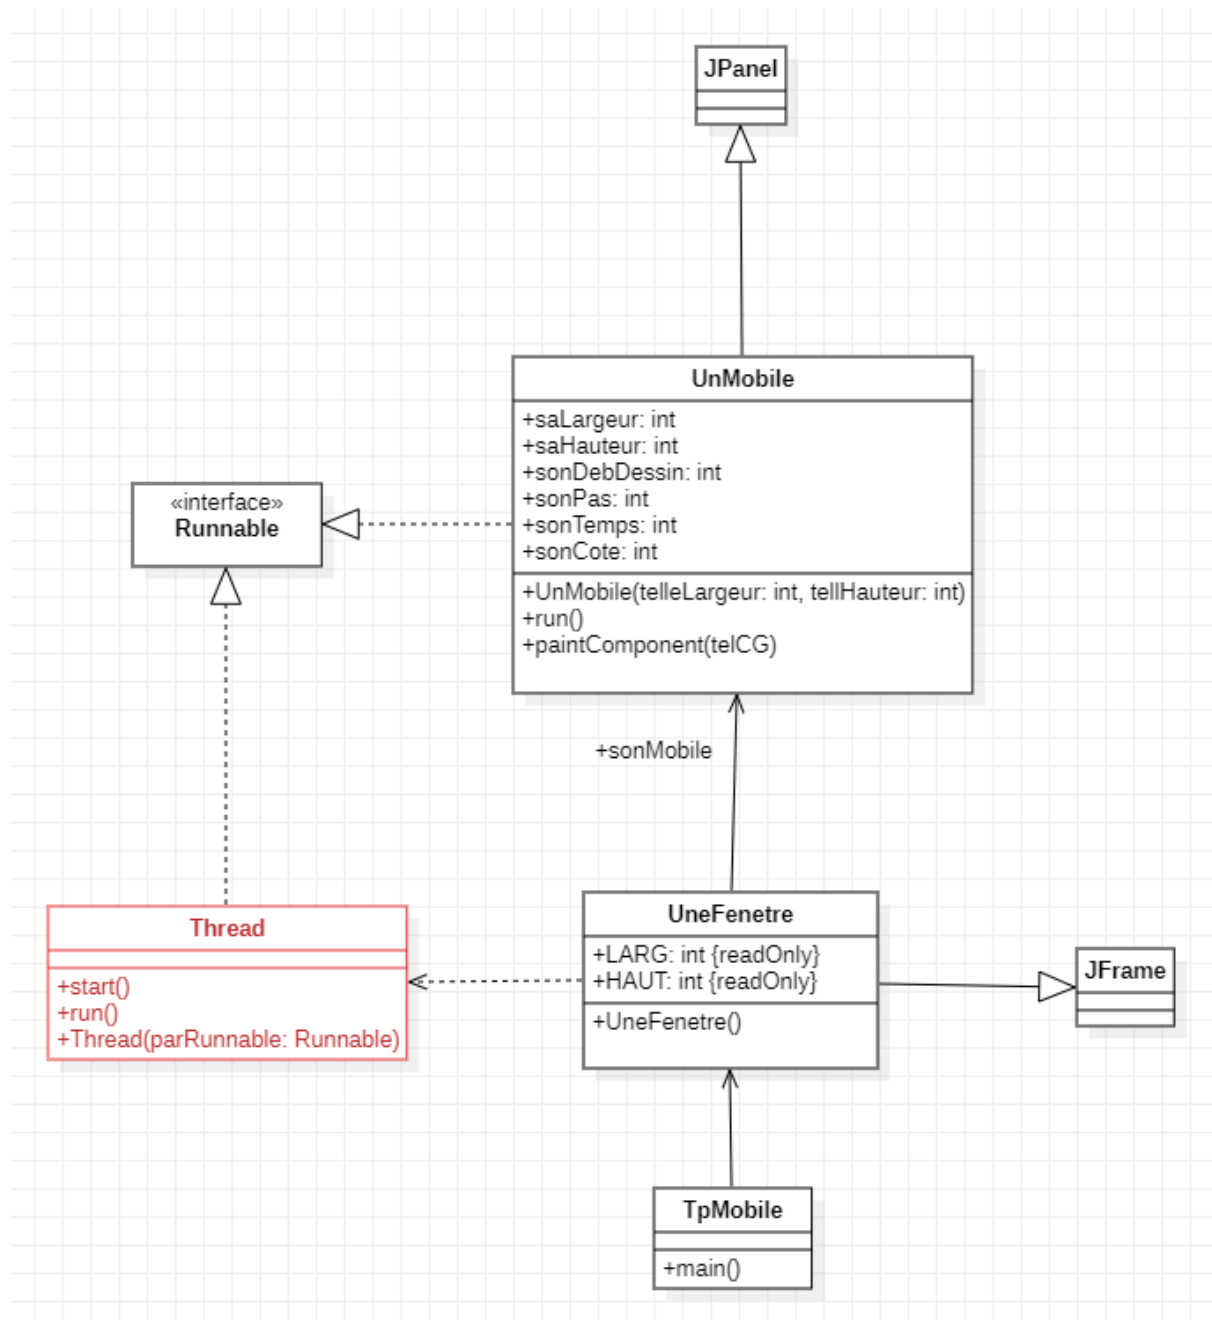 JPanel
UnMobile
+saLargeur: int
+saHauteur: int
+sonDebDessin: int
+sonPas: int
+sonTemps: int
+sonCote: int
+UnMobile(telleLargeur: int, tellHauteur: int)
+run()
+paintComponent(telCG)
«interface»
Runnable
+sonMobile
Thread
+start()
+run()
+Thread(parRunnable: Runnable)
UneFenetre
+LARG: int {readOnly}
+HAUT: int {readOnly}
+UneFenetre()
JFrame
TpMobile
+main()